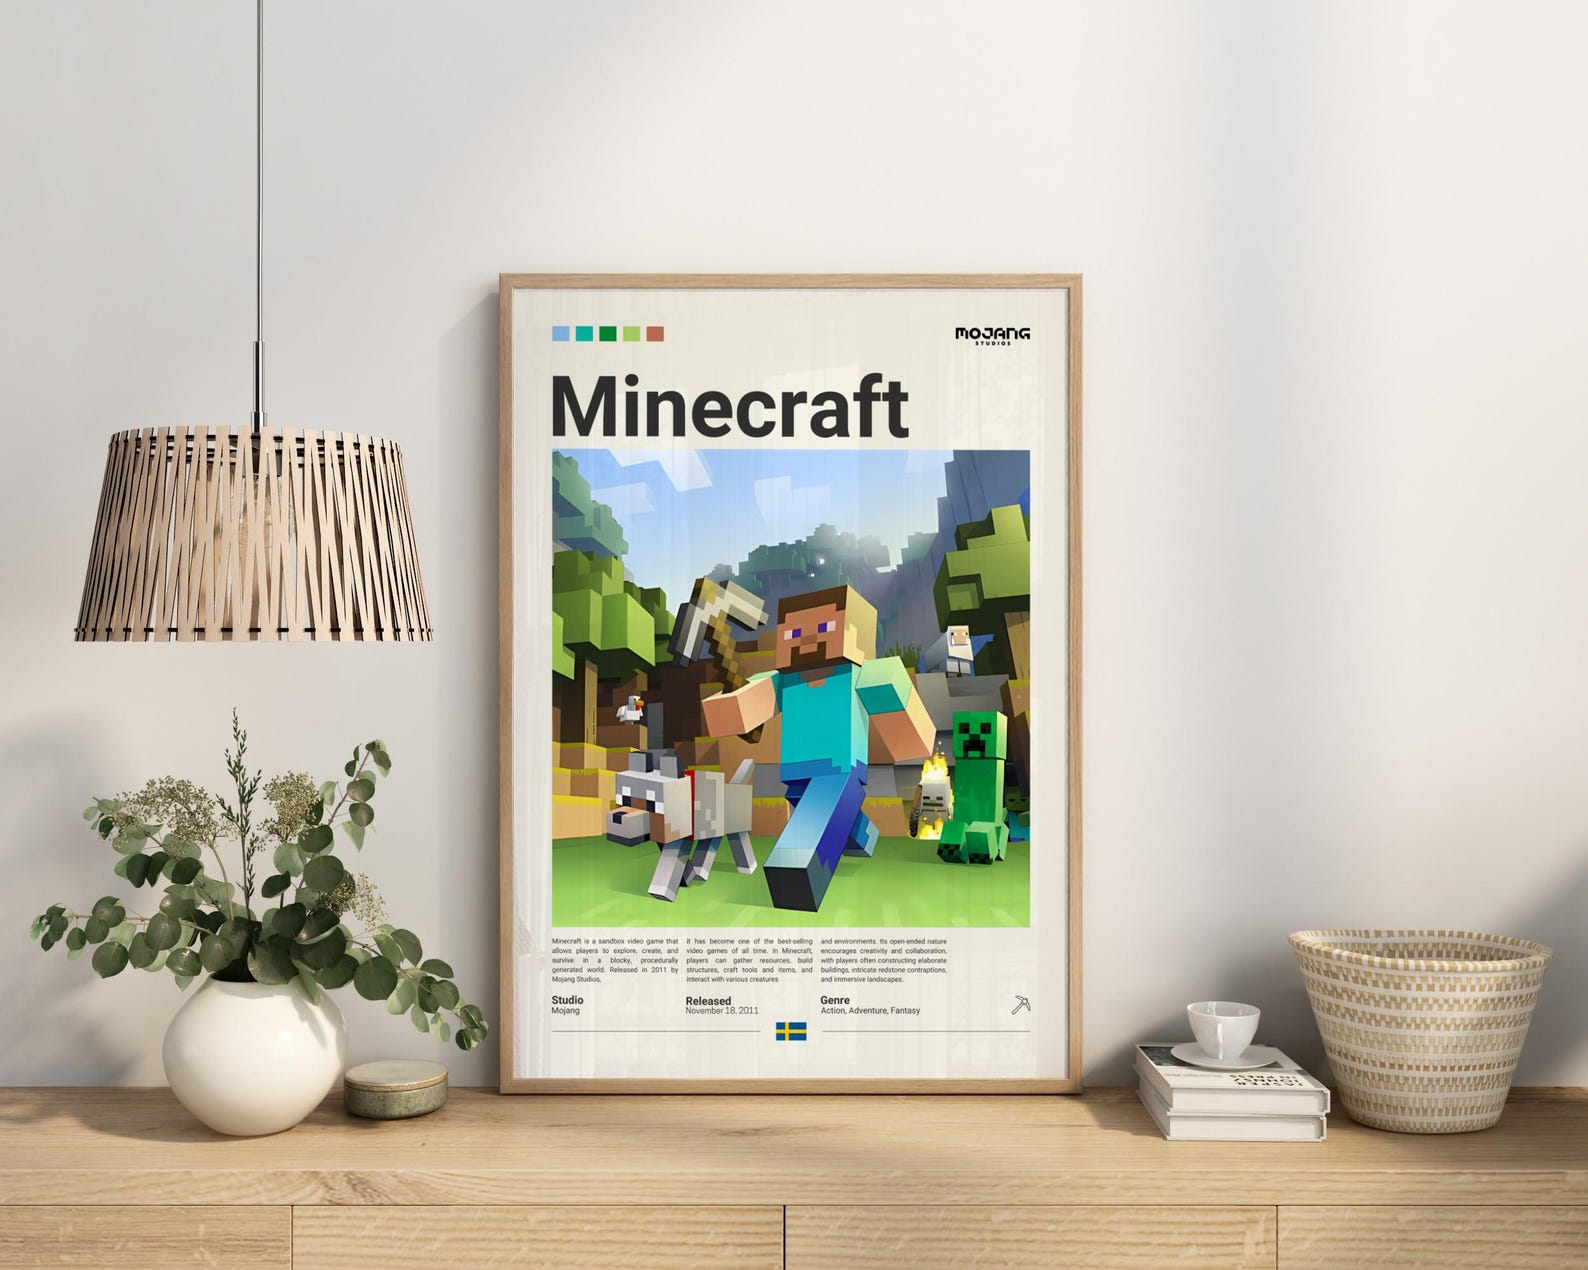 MOJANG
STUDIOS
Minecraft
Minecraft is a sandbox video game that
allows players to explore, create, and
survive in a blocky, procedurally
generated world. Released in 2011 by
Mojang Studios,
it has become one of the best-selling
video games of all time. In Minecraft,
players can gather resources, build
structures, craft tools and items, and
interact with various creatures
and environments. Its open-ended nature
encourages creativity and collaboration,
with players often constructing elaborate
buildings, intricate redstone contraptions,
and immersive landscapes.
Studio
Mojang
Released
November 18, 2011
Genre
Action, Adventure, Fantasy
JASPER
MORRISON